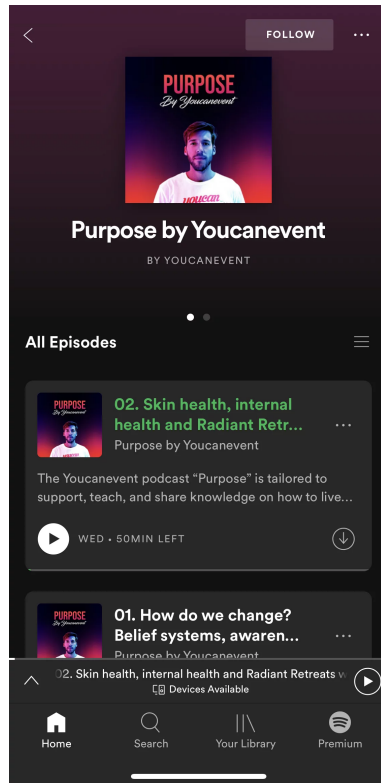 FOLLOW
PURPOSE
By Youcanevent
youcan
Purpose by Youcanevent
BY YOUCANEVENT
All Episodes
PURPOSE
By Youcanevent
02. Skin health, internal
health and Radiant Retr...
Purpose by Youcanevent
The Youcanevent podcast “Purpose” is tailored to
support, teach, and share knowledge on how to live...
WED • 50MIN LEFT
PURPOSE
By Youcanevent
01. How do we change?
Belief systems, awaren...
Purpose by Youcanevent
02. Skin health, internal health and Radiant Retreats
Devices Available
Home
Search
Your Library
Premium